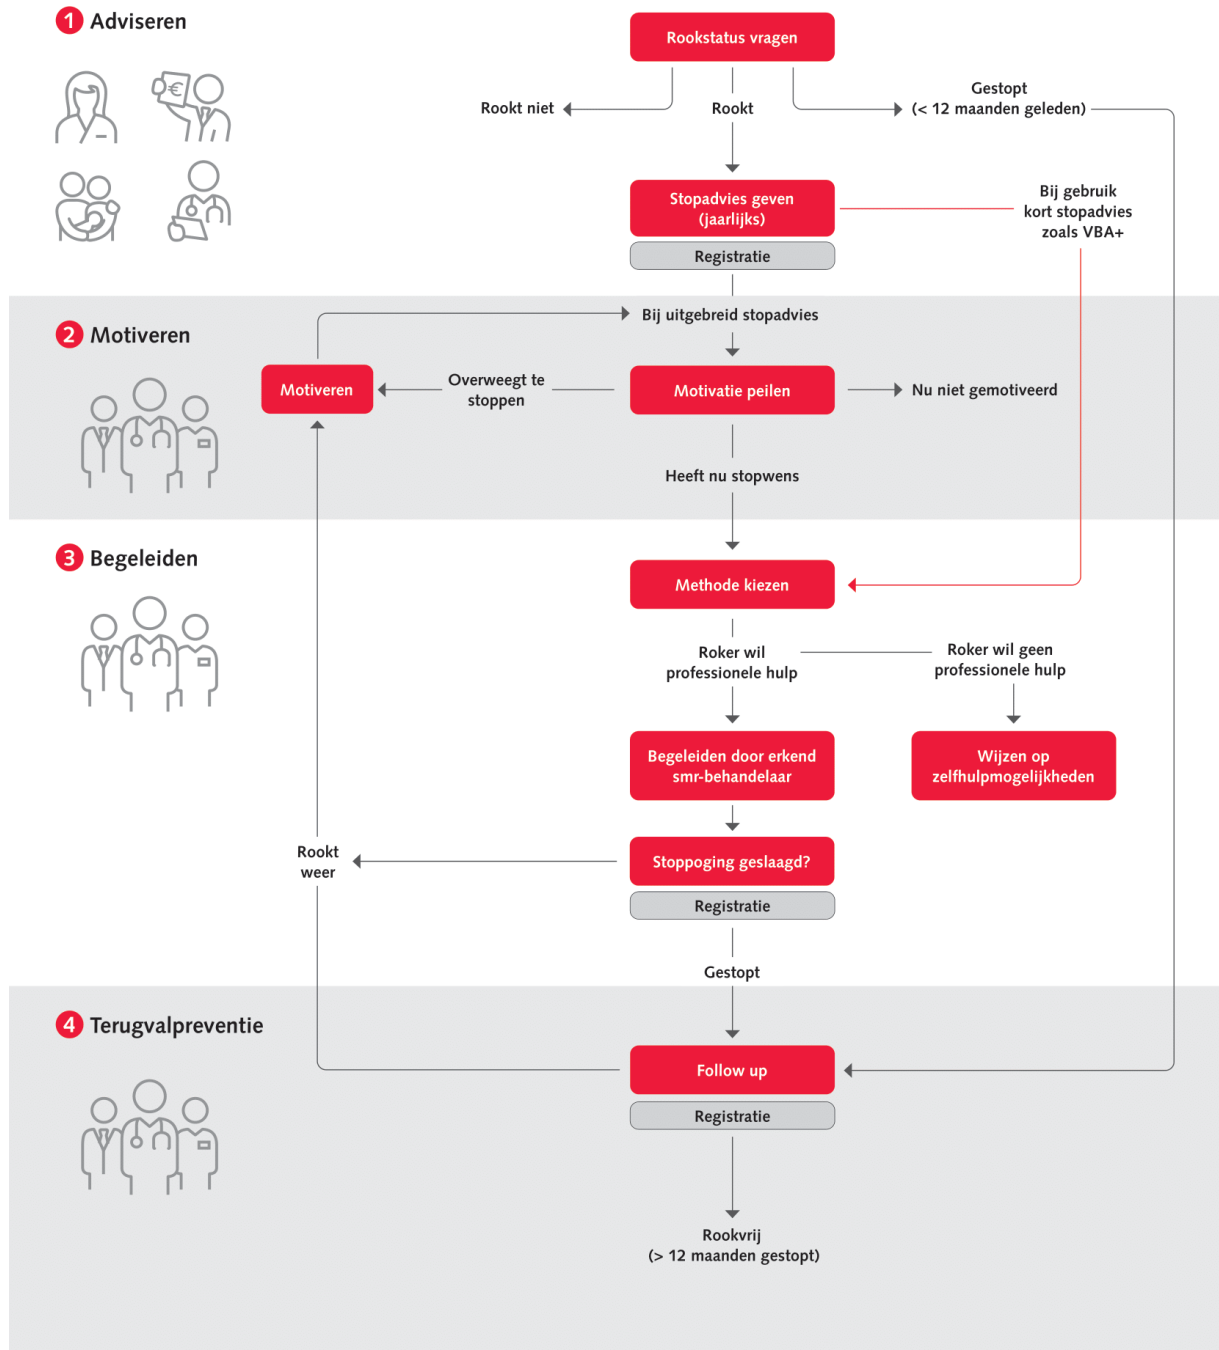 1 Adviseren
Rookstatus vragen
Rookt niet
Rookt
Gestopt
(< 12 maanden geleden)
Stopadvies geven
(jaarlijks)
Registratie
Bij gebruik
kort stopadvies
zoals VBA+
2 Motiveren
Bij uitgebreid stopadvies
Motiveren
Overweegt te
stoppen
Motivatie peilen
Nu niet gemotiveerd
Heeft nu stopwens
3 Begeleiden
Methode kiezen
Roker wil
professionele hulp
Roker wil geen
professionele hulp
Begeleiden door erkend
smr-behandelaar
Wijzen op
zelfhulpmogelijkheden
Rookt
weer
Stoppoging geslaagd?
Registratie
Gestopt
4 Terugvalpreventie
Follow up
Registratie
Rookvrij
(> 12 maanden gestopt)
€